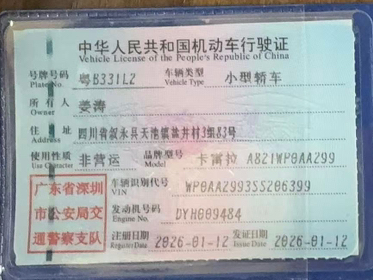 中华人民共和国机动车行驶证
Vehicle License of the People's Republic of China
号牌号码 粤B331L2 车辆类型 小型轿车
Plate No. Vehicle Type
所有人 姜涛
Owner
住址 四川省叙永县天池镇盐井村3组83号
Address
使用性质 非营运 品牌型号 卡雷拉 A821WP0AA299
Use Character Model
车辆识别代号 WP0AA2993SS206399
VIN
发动机号码 DYH009484
Engine No.
注册日期 2026-01-12 发证日期 2026-01-12
Register Date Issue Date
广东省深圳
市公安局交
通警察支队